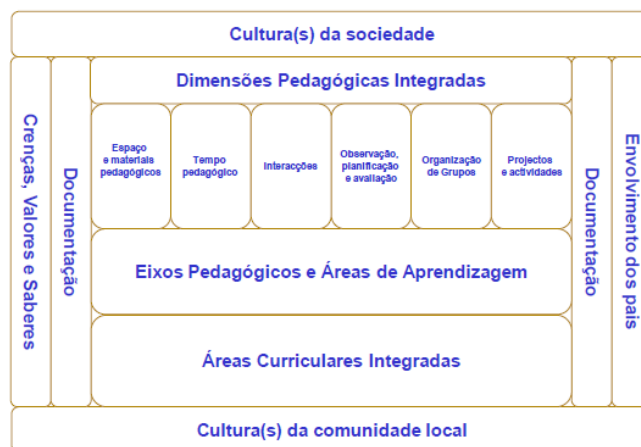 Cultura(s) da sociedade
Crenças, Valores e Saberes
Documentação
Dimensões Pedagógicas Integradas
Espaço
e materiais
pedagógicos
Tempo
pedagógico
Interacções
Observação,
planificação
e avaliação
Organização
de Grupos
Projectos
e actividades
Eixos Pedagógicos e Áreas de Aprendizagem
Áreas Curriculares Integradas
Documentação
Envolvimento dos pais
Cultura(s) da comunidade local